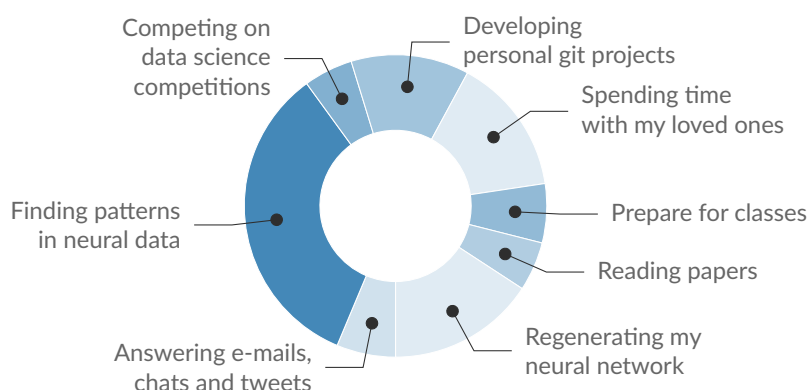 Competing on
data science
competitions
Developing
personal git projects
Spending time
with my loved ones
Finding patterns
in neural data
Prepare for classes
Reading papers
Regenerating my
neural network
Answering e-mails,
chats and tweets